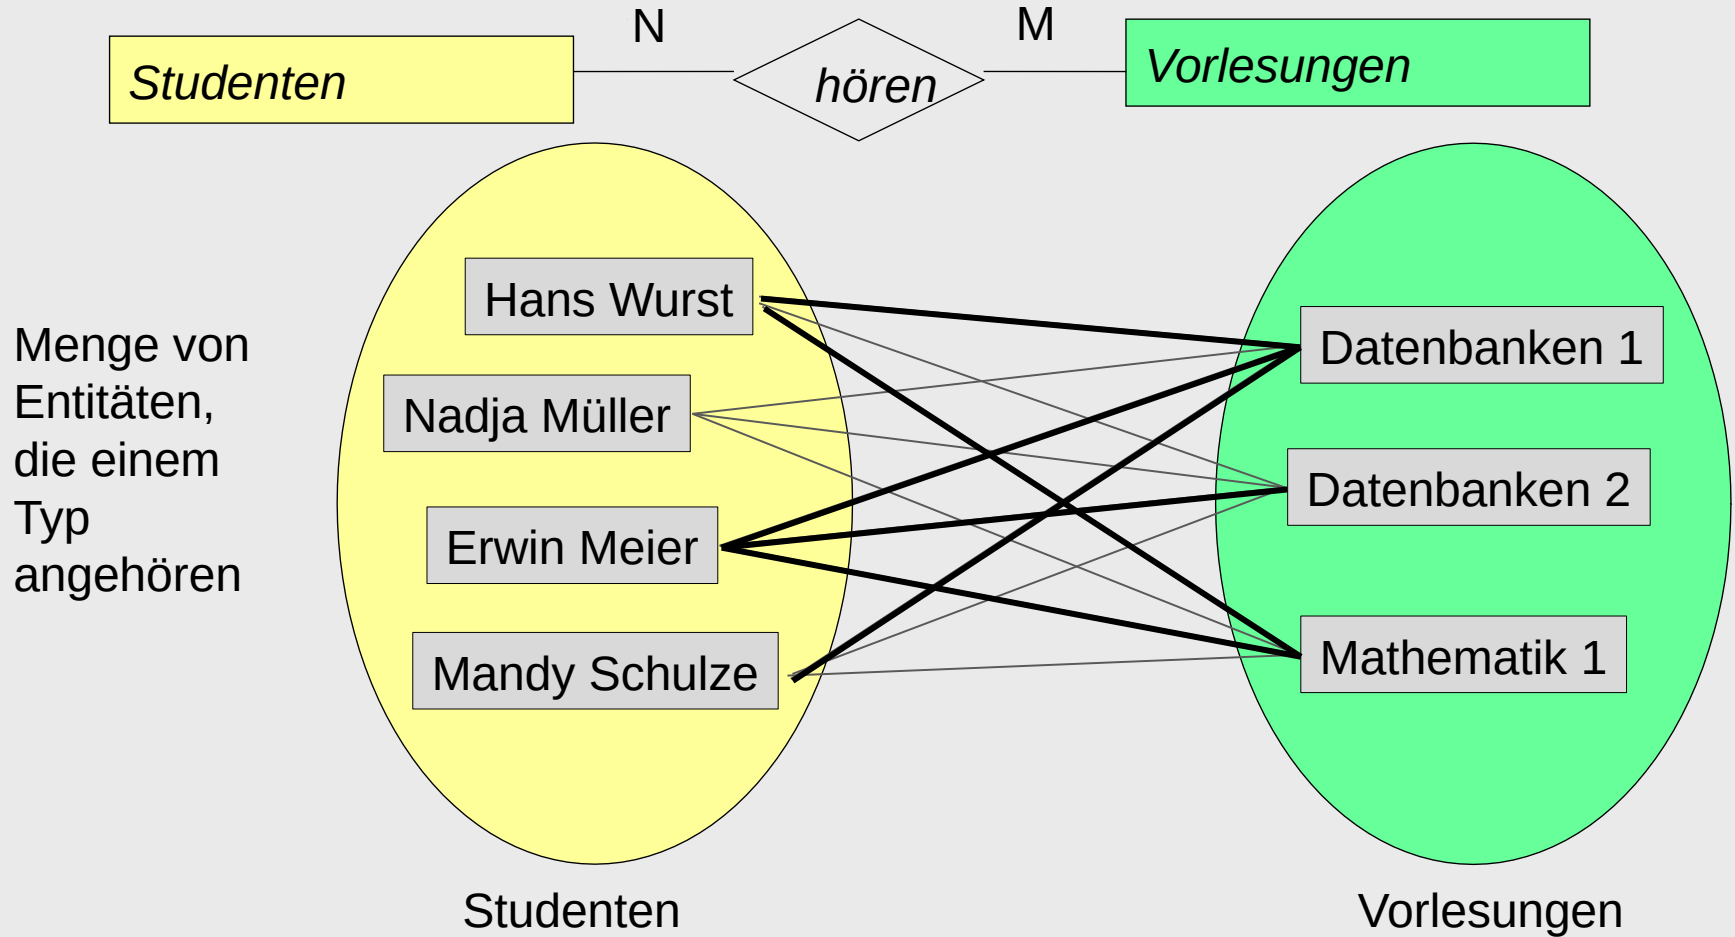 N
M
Studenten
hören
Vorlesungen
Menge von
Entitäten,
die einem
Typ
angehören
Hans Wurst
Nadja Müller
Erwin Meier
Mandy Schulze
Datenbanken 1
Datenbanken 2
Mathematik 1
Studenten
Vorlesungen